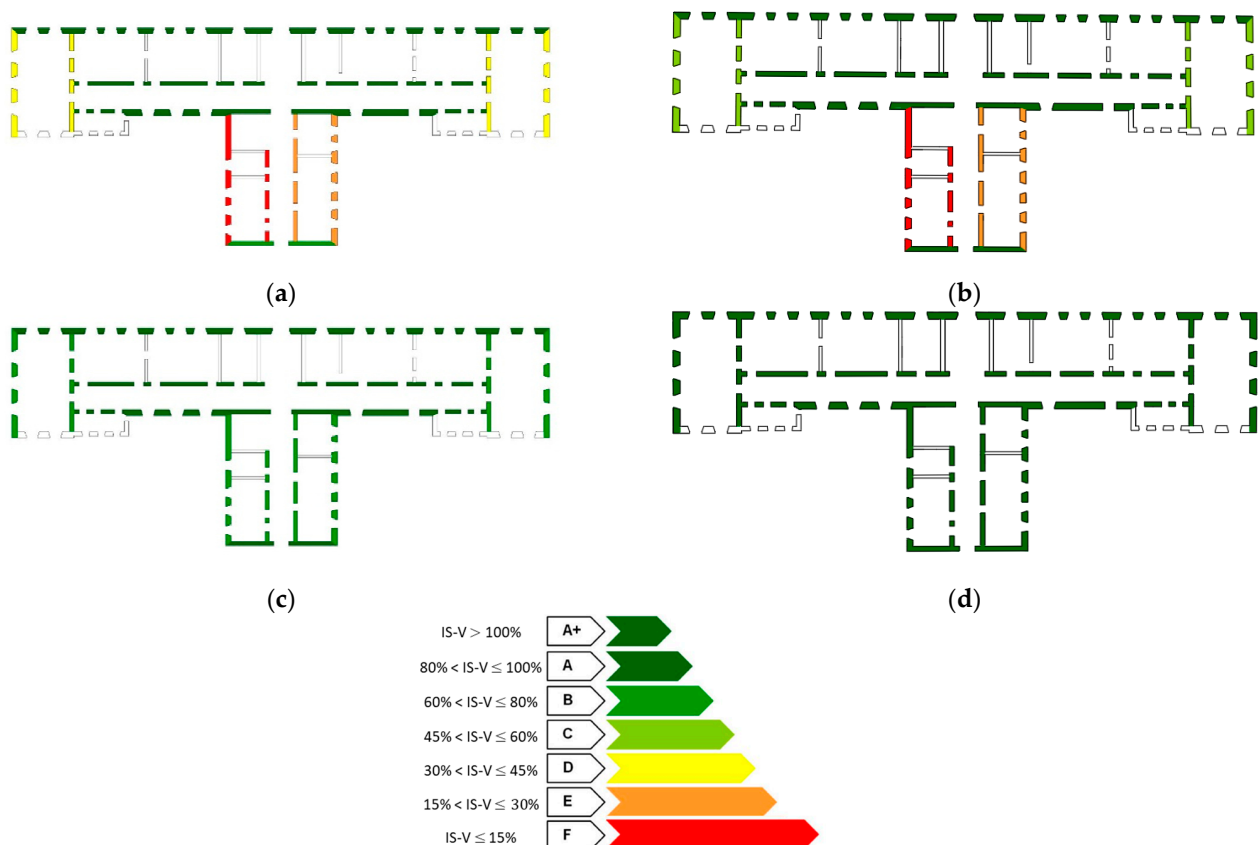 (a) (b)
(c) (d)
IS-V > 100% A+
80% < IS-V ≤ 100% A
60% < IS-V ≤ 80% B
45% < IS-V ≤ 60% C
30% < IS-V ≤ 45% D
15% < IS-V ≤ 30% E
IS-V ≤ 15% F